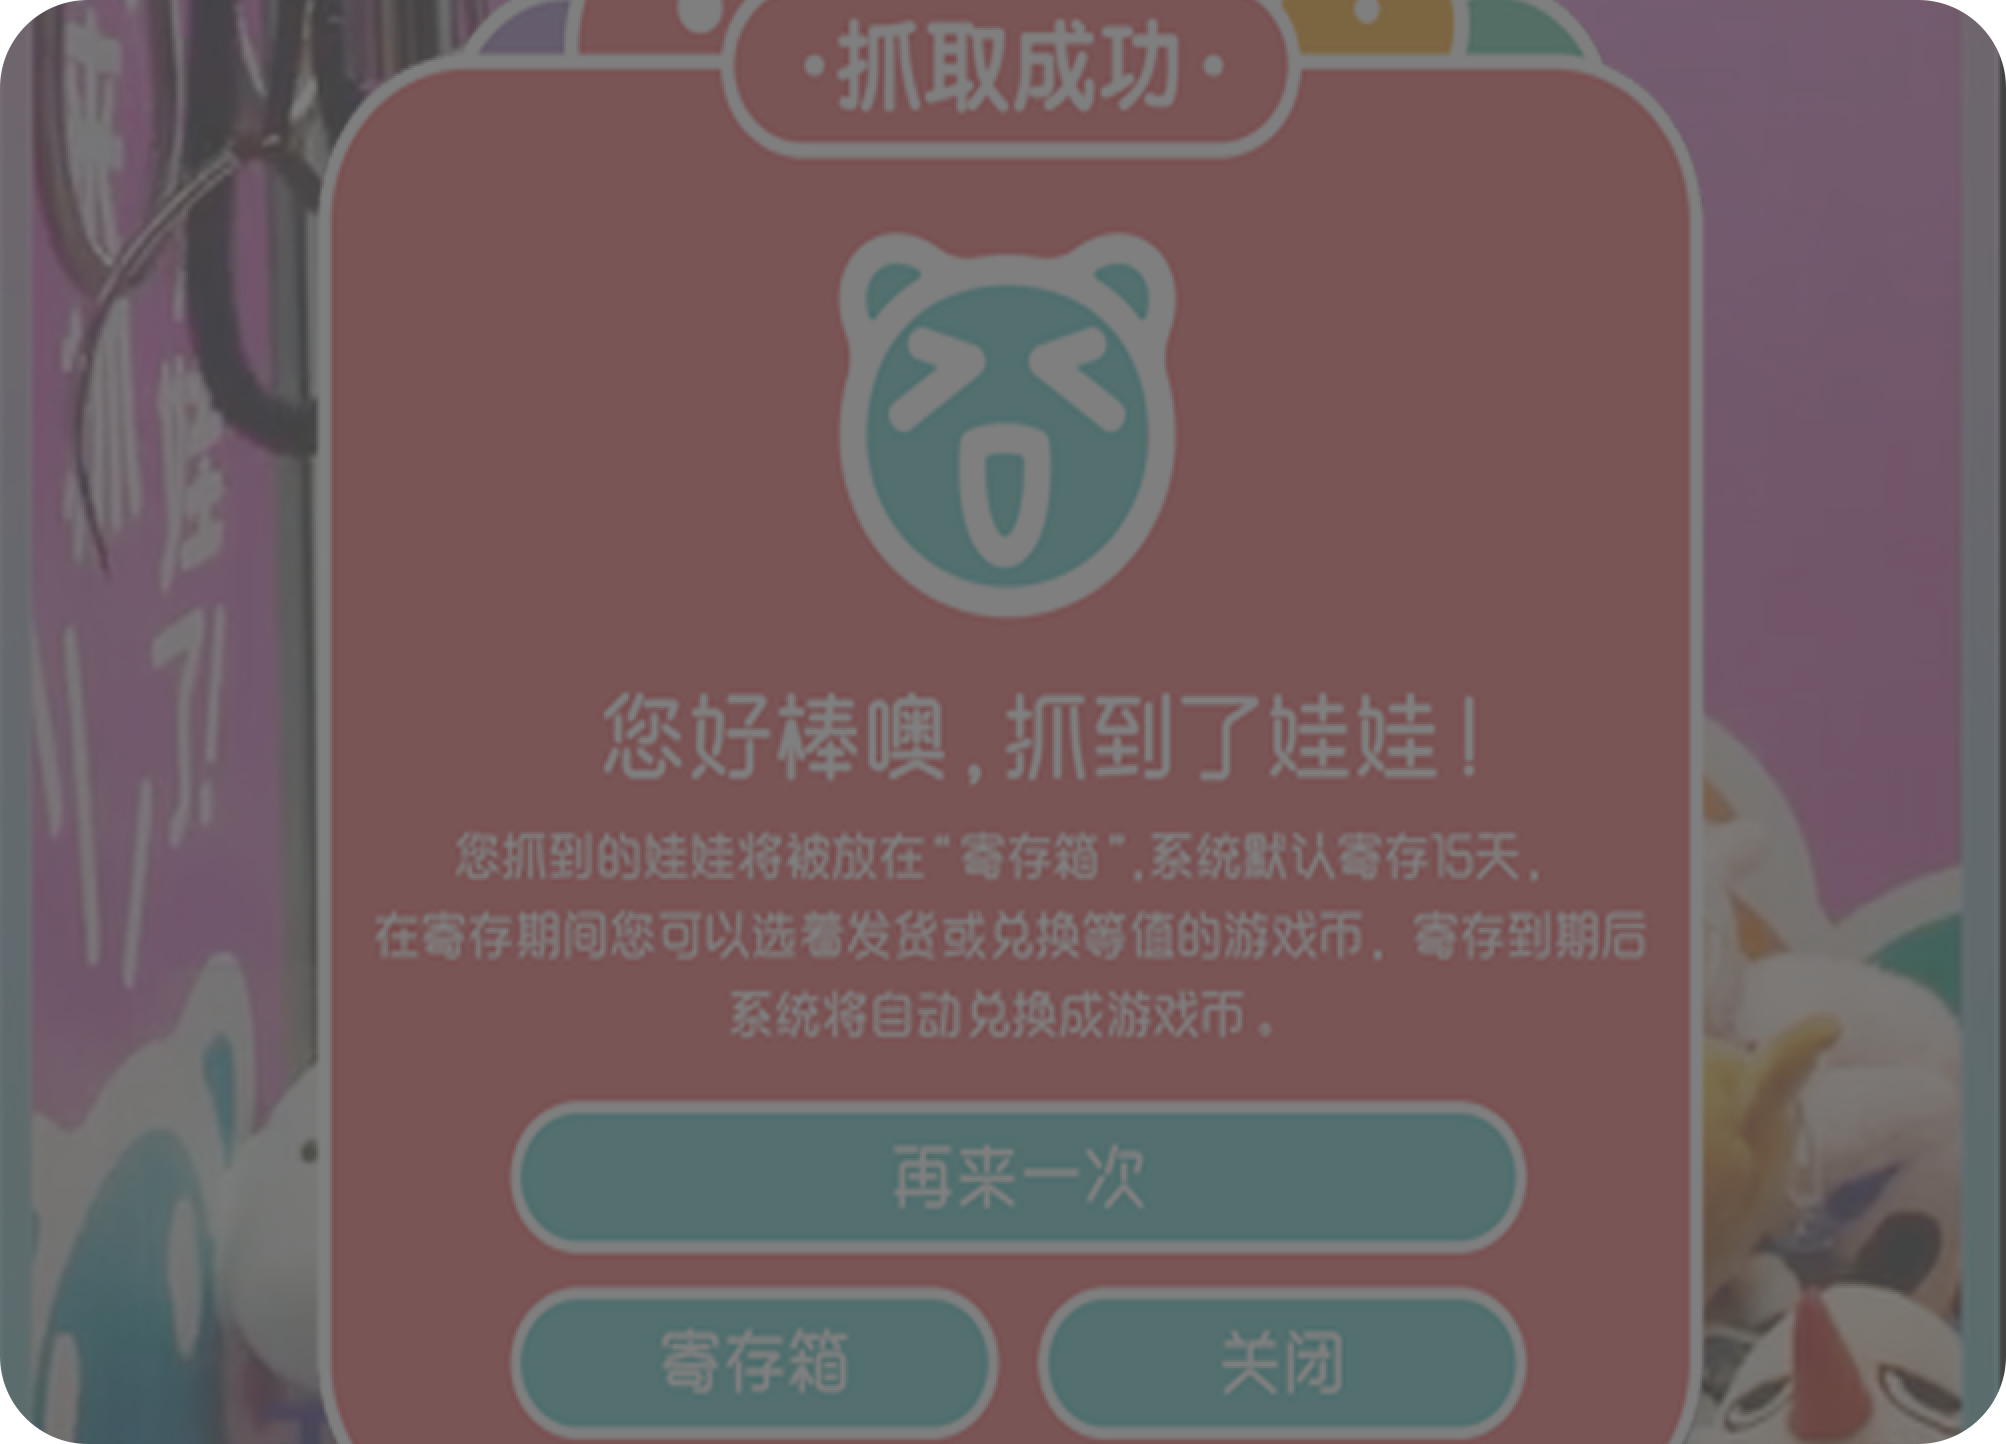 ·抓取成功·
您好棒噢,抓到了娃娃!
您抓到的娃娃将被放在“寄存箱”,系统默认寄存15天,
在寄存期间您可以选着发货或兑换等值的游戏币，寄存到期后
系统将自动兑换成游戏币。
再来一次
寄存箱
关闭